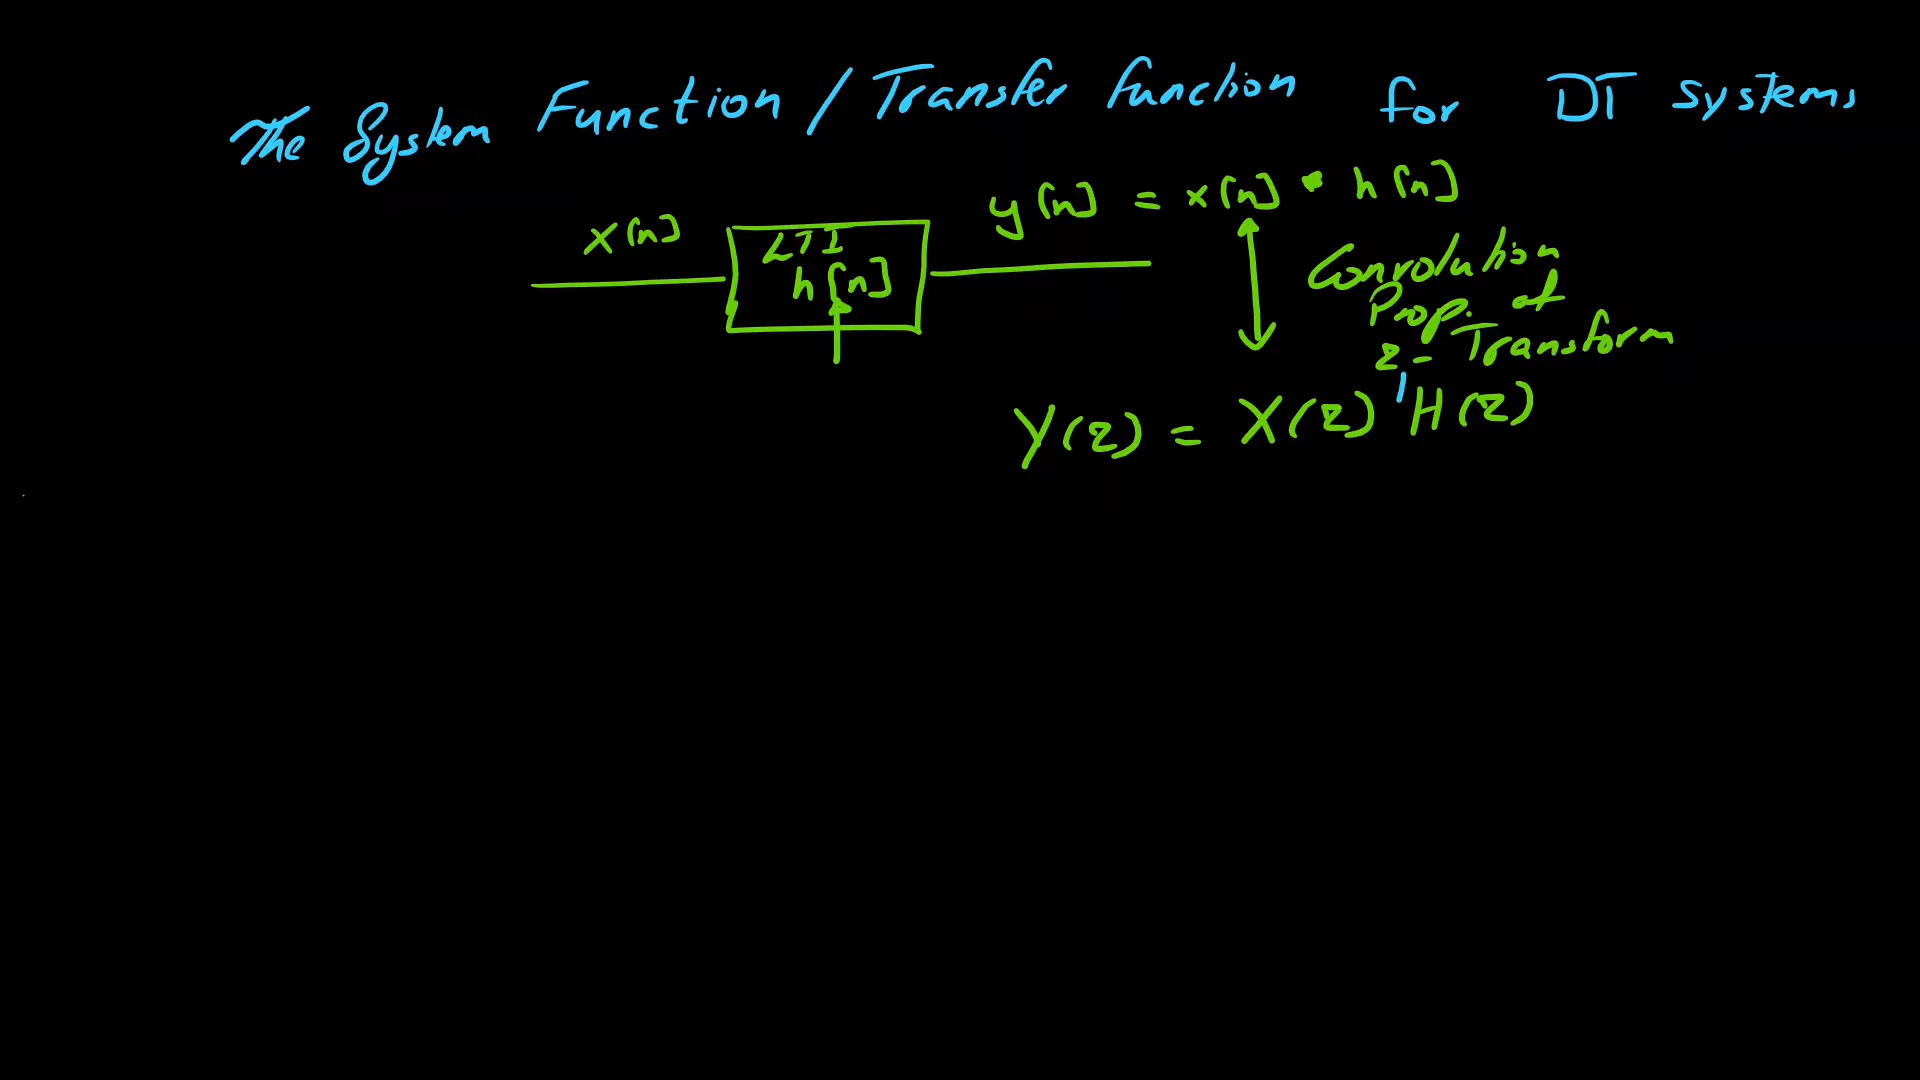 The System Function / Transfer function for DT systems
x[n]
LTI
h[n]
y[n] = x[n] * h[n]
Convolution
Prop. of
z- Transform
Y(z) = X(z) H(z)